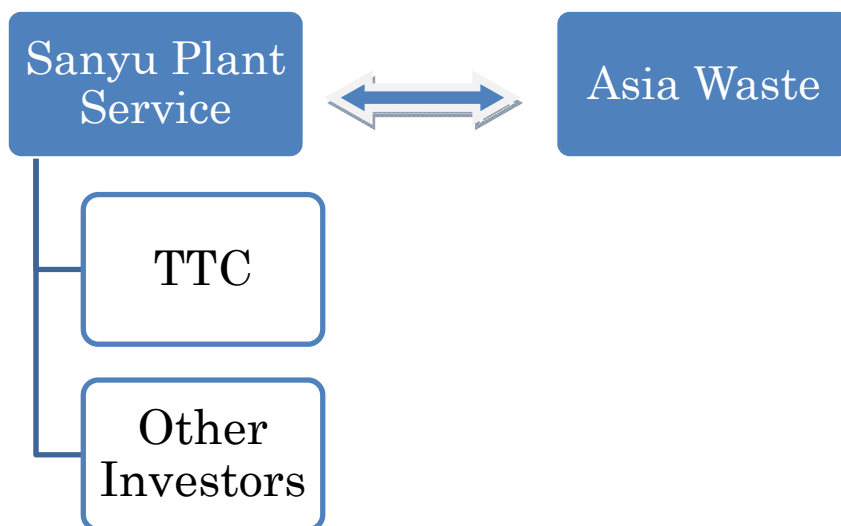 Sanyu Plant
Service
Asia Waste
TTC
Other
Investors